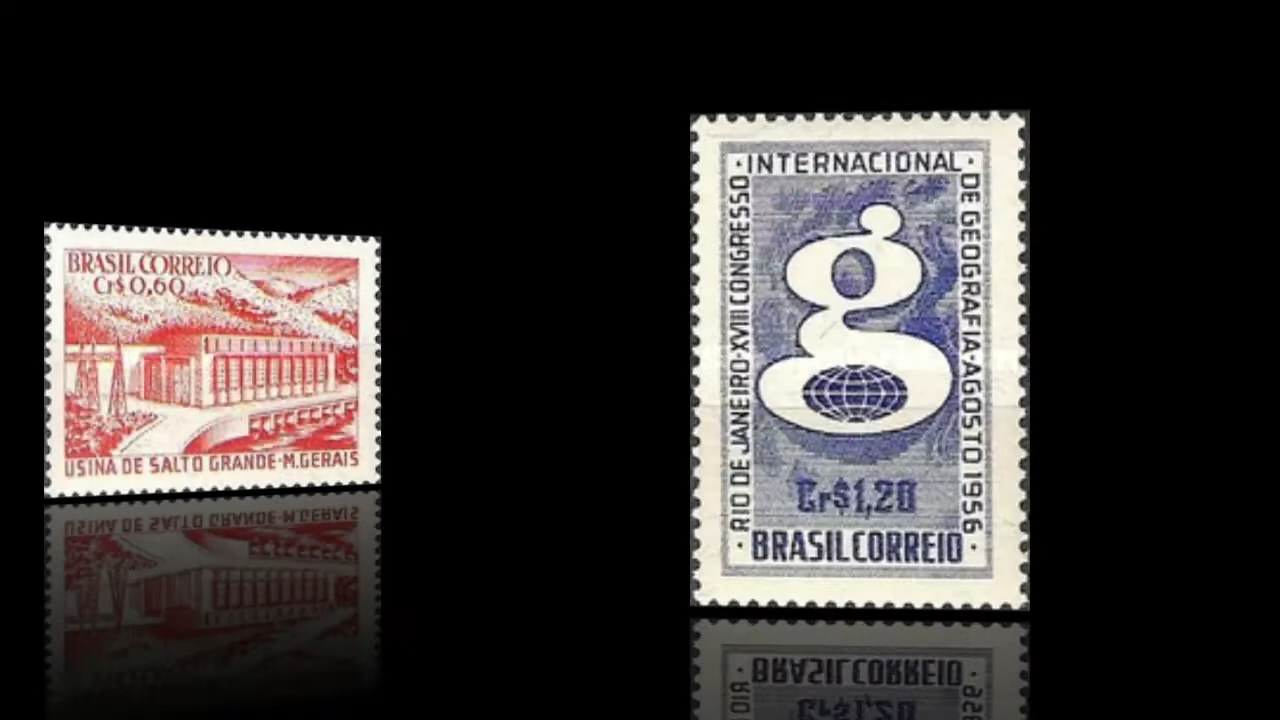 BRASIL CORREIO
Cr$0,60
USINA DE SALTO GRANDE-M.GERAIS
RIO DE JANEIRO·XVIII CONGRESSO
·INTERNACIONAL·
DE GEOGRAFIA·AGOSTO 1956
g
Cr$1,20
·BRASIL CORREIO·